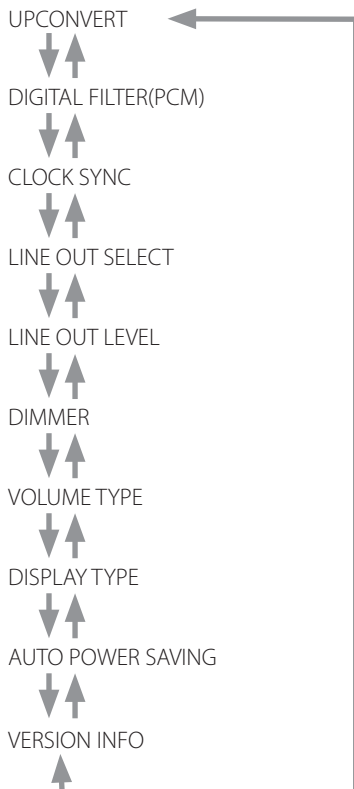 UPCONVERT
DIGITAL FILTER(PCM)
CLOCK SYNC
LINE OUT SELECT
LINE OUT LEVEL
DIMMER
VOLUME TYPE
DISPLAY TYPE
AUTO POWER SAVING
VERSION INFO